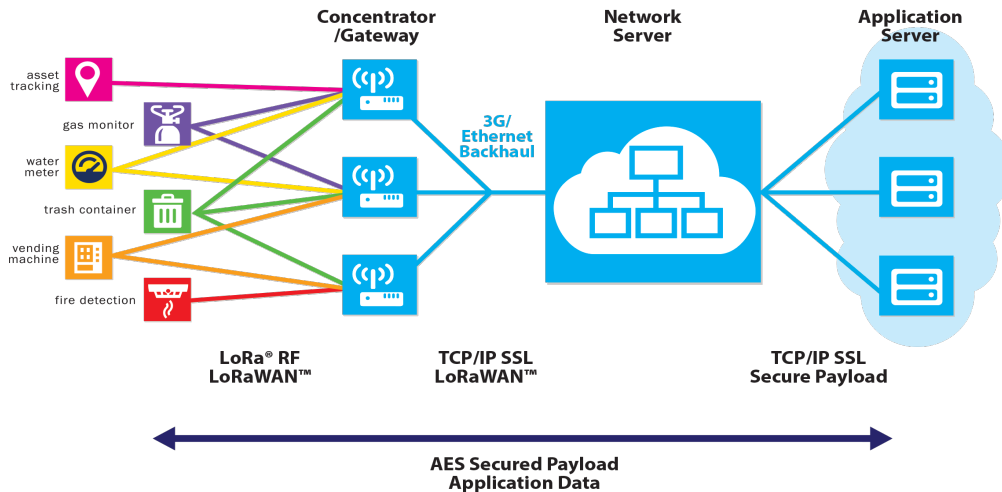 Concentrator
/Gateway
Network
Server
Application
Server
asset
tracking
gas monitor
water
meter
trash container
vending
machine
fire detection
3G/
Ethernet
Backhaul
LoRa® RF
LoRaWAN™
TCP/IP SSL
LoRaWAN™
TCP/IP SSL
Secure Payload
AES Secured Payload
Application Data